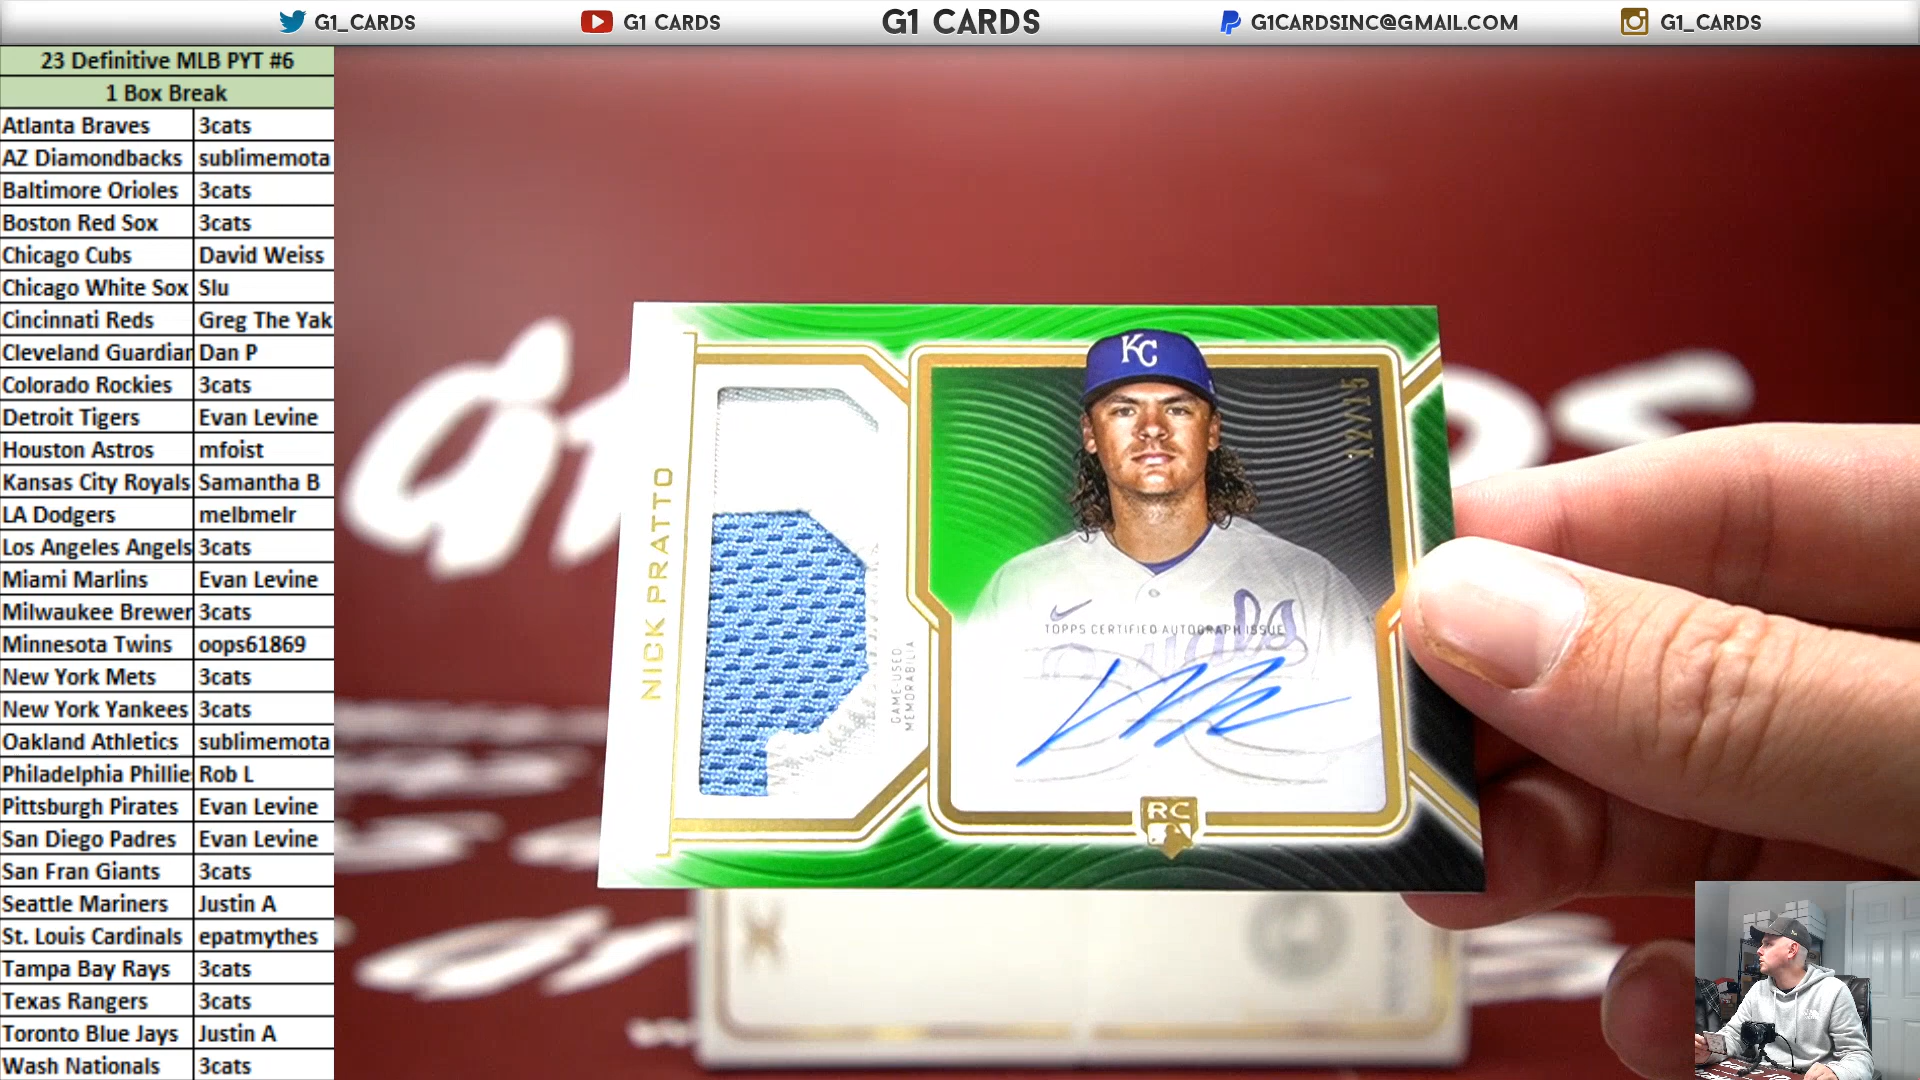 G1_CARDS G1 CARDS G1 CARDS G1CARDSINC@GMAIL.COM G1_CARDS
23 Definitive MLB PYT #6
1 Box Break
Atlanta Braves 3cats
AZ Diamondbacks sublimemota
Baltimore Orioles 3cats
Boston Red Sox 3cats
Chicago Cubs David Weiss
Chicago White Sox Slu
Cincinnati Reds Greg The Yak
Cleveland Guardian Dan P
Colorado Rockies 3cats
Detroit Tigers Evan Levine
Houston Astros mfoist
Kansas City Royals Samantha B
LA Dodgers melbmelr
Los Angeles Angels 3cats
Miami Marlins Evan Levine
Milwaukee Brewer 3cats
Minnesota Twins oops61869
New York Mets 3cats
New York Yankees 3cats
Oakland Athletics sublimemota
Philadelphia Phillie Rob L
Pittsburgh Pirates Evan Levine
San Diego Padres Evan Levine
San Fran Giants 3cats
Seattle Mariners Justin A
St. Louis Cardinals epatmythes
Tampa Bay Rays 3cats
Texas Rangers 3cats
Toronto Blue Jays Justin A
Wash Nationals 3cats
NICK PRATTO
GAME-USED
MEMORABILIA
KC
12/15
TOPPS CERTIFIED AUTOGRAPH ISSUE
Royals
RC